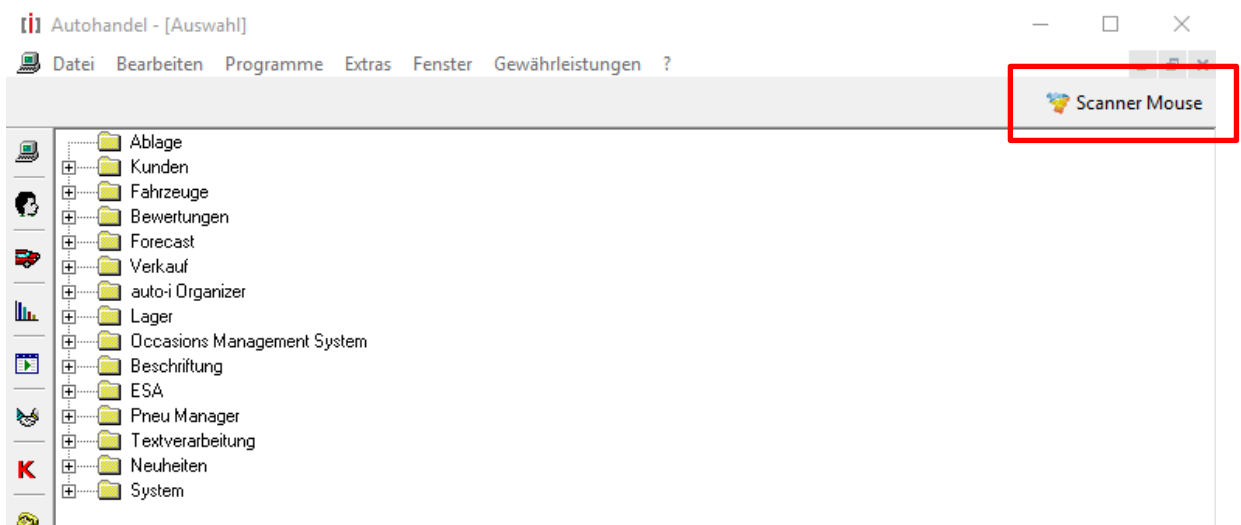 [i] Autohandel - [Auswahl]
Datei Bearbeiten Programme Extras Fenster Gewährleistungen ?
Scanner Mouse
Ablage
Kunden
Fahrzeuge
Bewertungen
Forecast
Verkauf
auto-i Organizer
Lager
Occasions Management System
Beschriftung
ESA
Pneu Manager
Textverarbeitung
K
Neuheiten
System